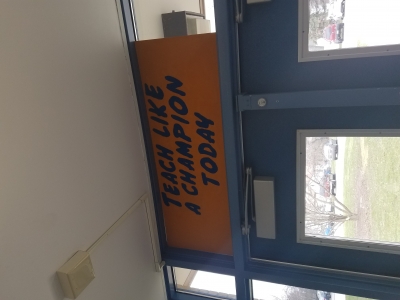 TEACH LIKE
A CHAMPION
TODAY